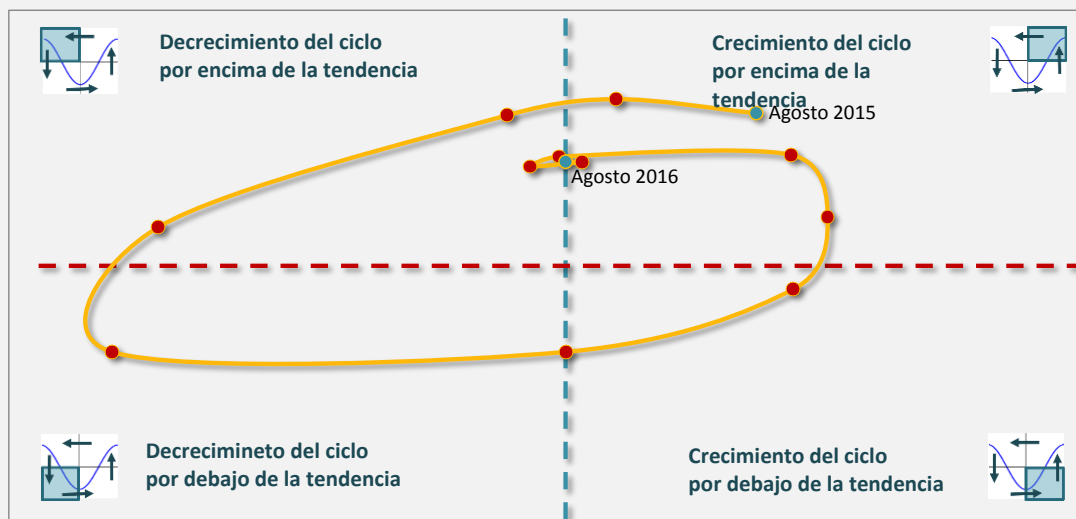 Decrecimiento del ciclo
por encima de la tendencia
Crecimiento del ciclo
por encima de la
tendencia
Agosto 2015
Agosto 2016
Decrecimineto del ciclo
por debajo de la tendencia
Crecimiento del ciclo
por debajo de la tendencia